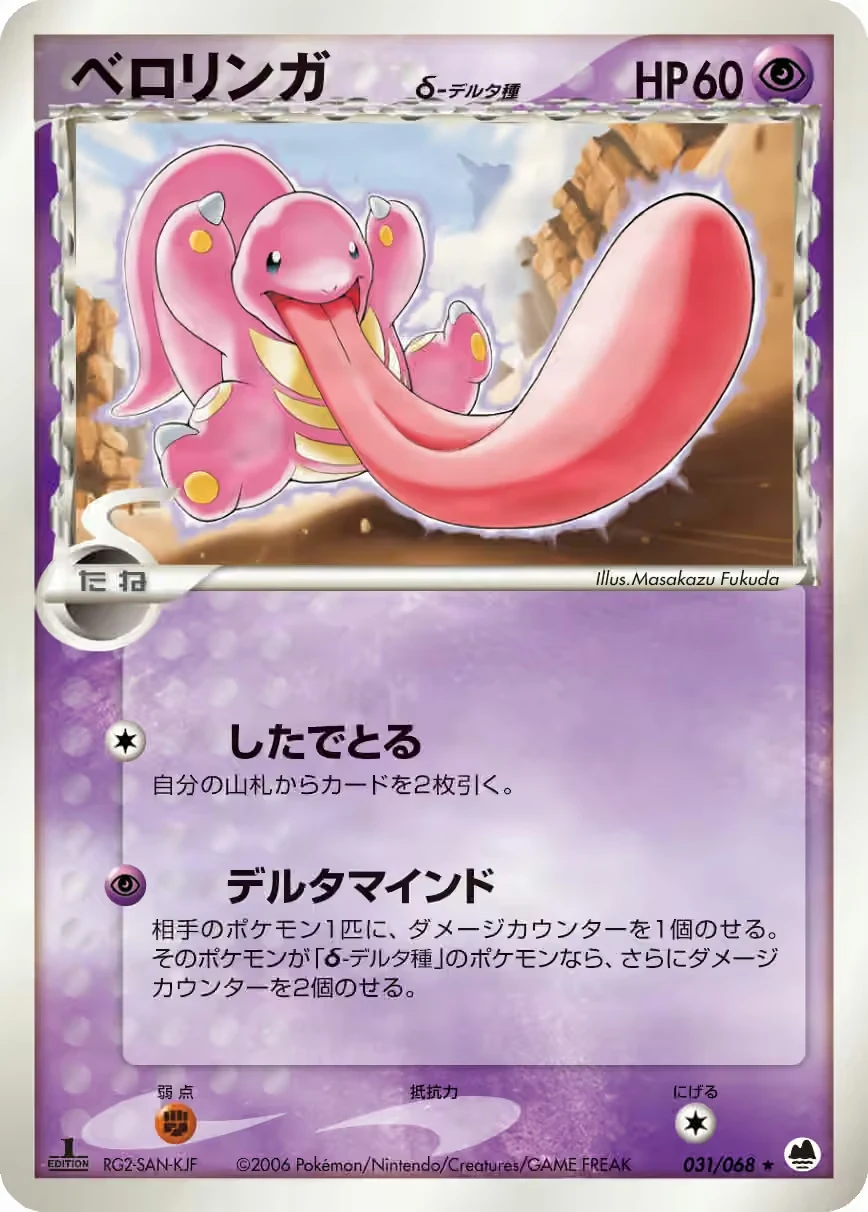 ベロリンガ δ-デルタ種 HP60
たね
Illus.Masakazu Fukuda
したでとる
自分の山札からカードを2枚引く。
デルタマインド
相手のポケモン1匹に、ダメージカウンターを1個のせる。
そのポケモンが「δ-デルタ種」のポケモンなら、さらにダメージ
カウンターを2個のせる。
弱点 抵抗力 にげる
1 EDITION RG2-SAN-KJF ©2006 Pokémon/Nintendo/Creatures/GAME FREAK 031/068 ★